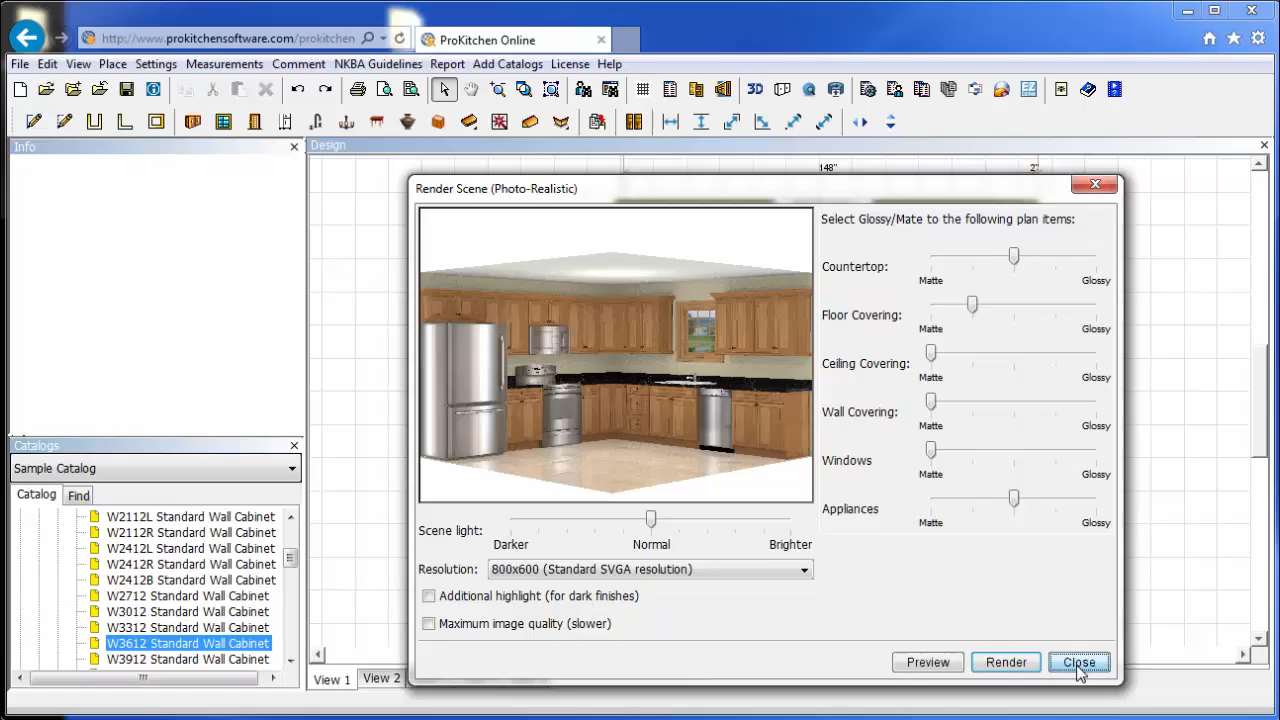 http://www.prokitchensoftware.com/prokitchen
ProKitchen Online
File Edit View Place Settings Measurements Comment NKBA Guidelines Report Add Catalogs License Help
3D
EZ
Info
Design
148"
2"
Render Scene (Photo-Realistic)
Select Glossy/Mate to the following plan items:
Countertop:
Matte Glossy
Floor Covering:
Matte Glossy
Ceiling Covering:
Matte Glossy
Wall Covering:
Matte Glossy
Windows
Matte Glossy
Appliances
Matte Glossy
Scene light:
Darker Normal Brighter
Resolution: 800x600 (Standard SVGA resolution)
Additional highlight (for dark finishes)
Maximum image quality (slower)
Preview Render Close
Catalogs
Sample Catalog
Catalog Find
W2112L Standard Wall Cabinet
W2112R Standard Wall Cabinet
W2412L Standard Wall Cabinet
W2412R Standard Wall Cabinet
W2412B Standard Wall Cabinet
W2712 Standard Wall Cabinet
W3012 Standard Wall Cabinet
W3312 Standard Wall Cabinet
W3612 Standard Wall Cabinet
W3912 Standard Wall Cabinet
View 1 View 2